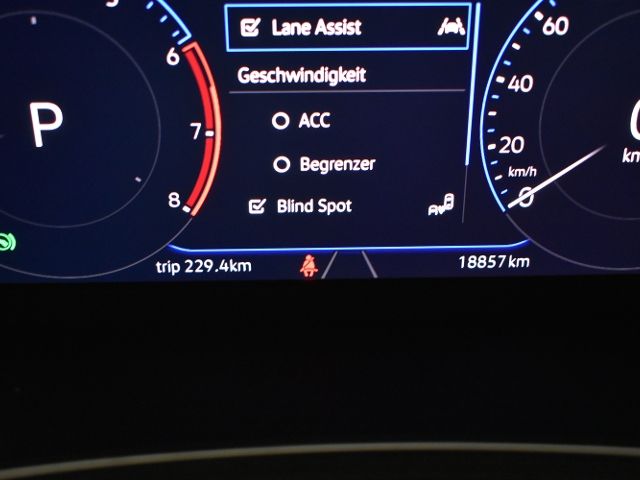 Lane Assist
60
6
Geschwindigkeit
40
P
ACC
7
20
Begrenzer
km/h
8
Blind Spot
0
trip 229.4km
18857 km